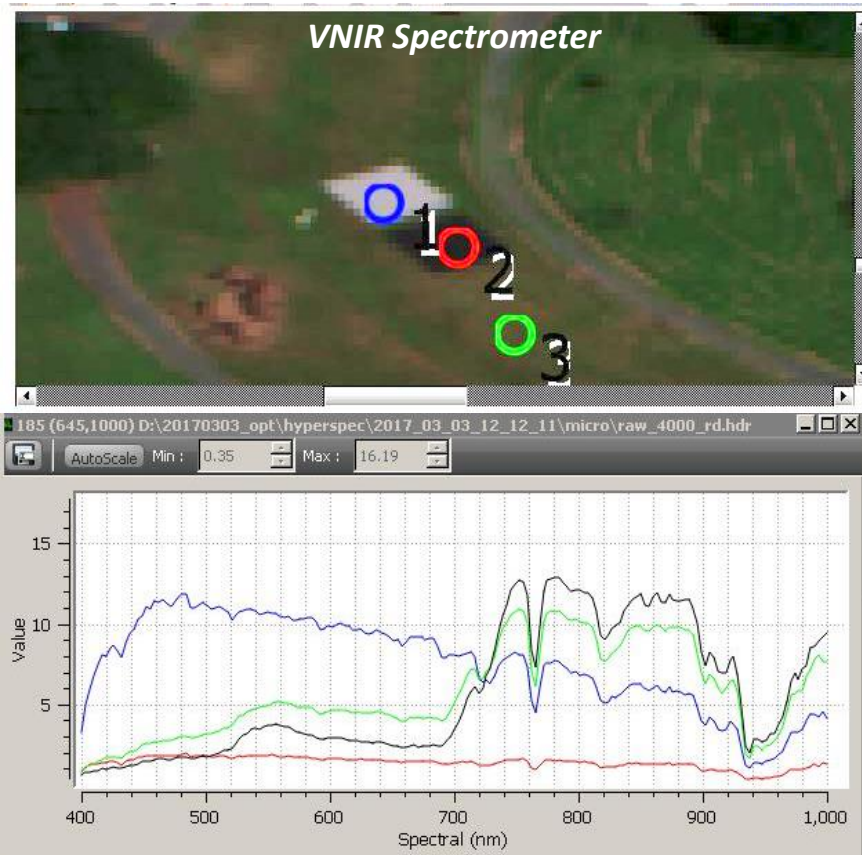 VNIR Spectrometer
1
2
3
185 (645,1000) D:\20170303_opt\hyperspec\2017_03_03_12_12_11\micro\raw_4000_rd.hdr
AutoScale Min : 0.35 Max : 16.19
15
10
5
Value
400 500 600 700 800 900 1,000
Spectral (nm)